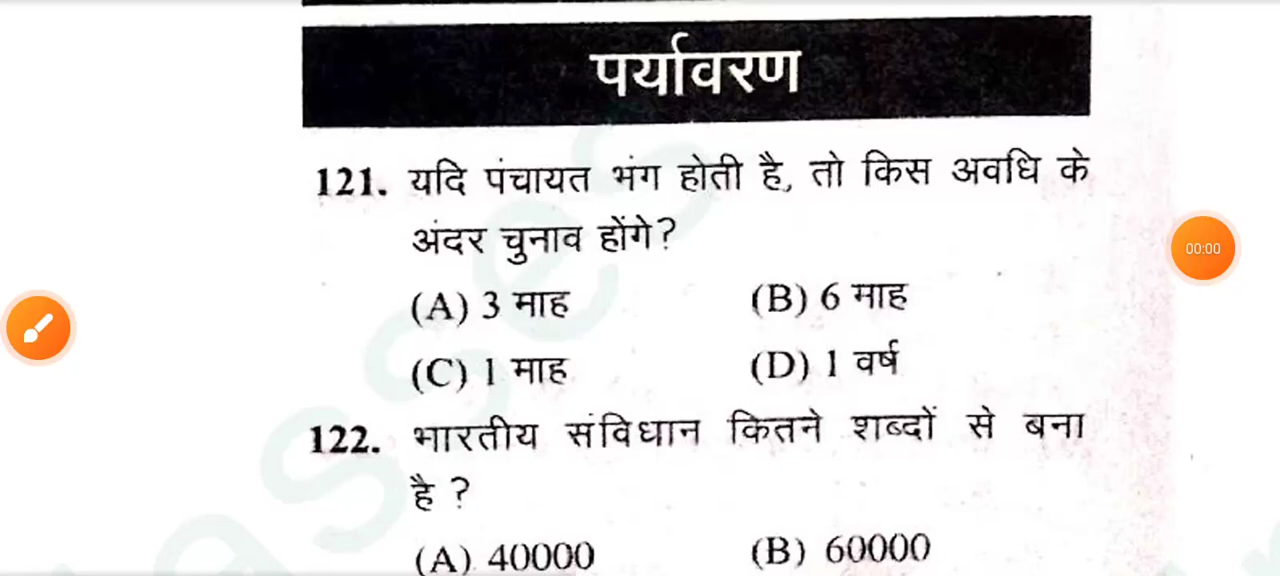 पर्यावरण
121. यदि पंचायत भंग होती है, तो किस अवधि के
अंदर चुनाव होंगे?
(A) 3 माह (B) 6 माह
(C) 1 माह (D) 1 वर्ष
00:00
122. भारतीय संविधान कितने शब्दों से बना
है ?
(A) 40000 (B) 60000